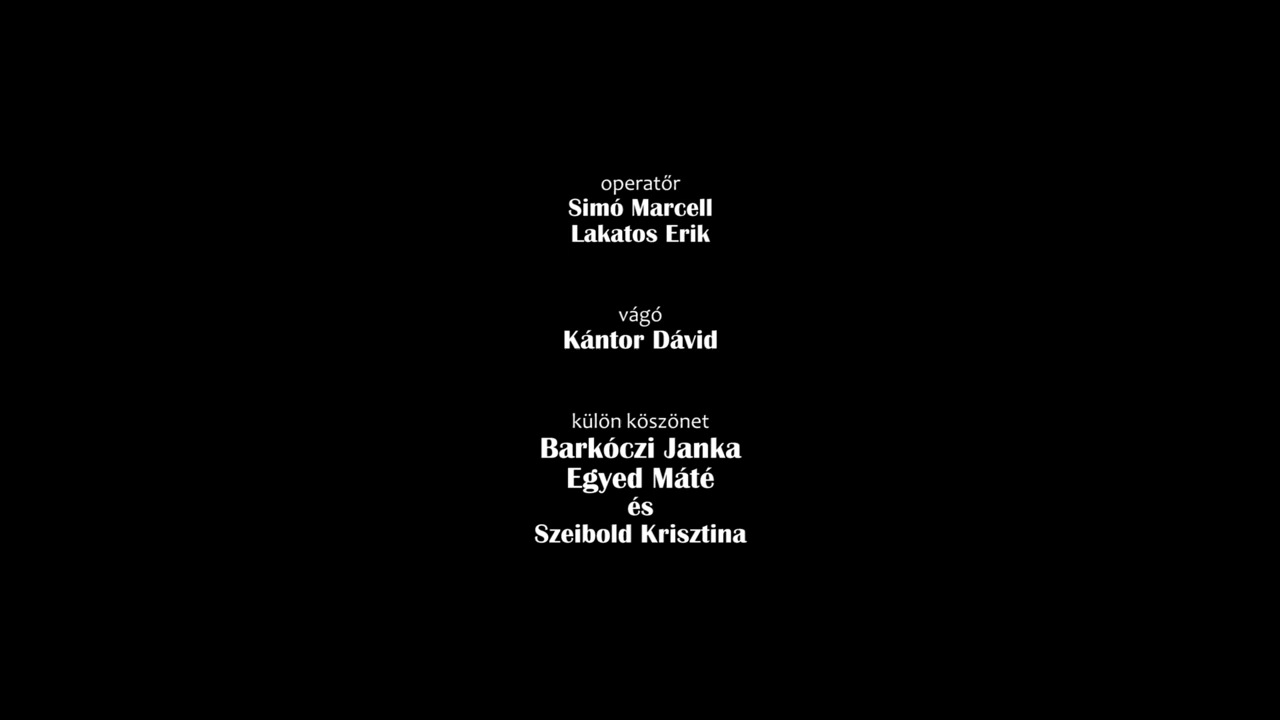 operatőr
Simó Marcell
Lakatos Erik
vágó
Kántor Dávid
külön köszönet
Barkóczi Janka
Egyed Máté
és
Szeibold Krisztina